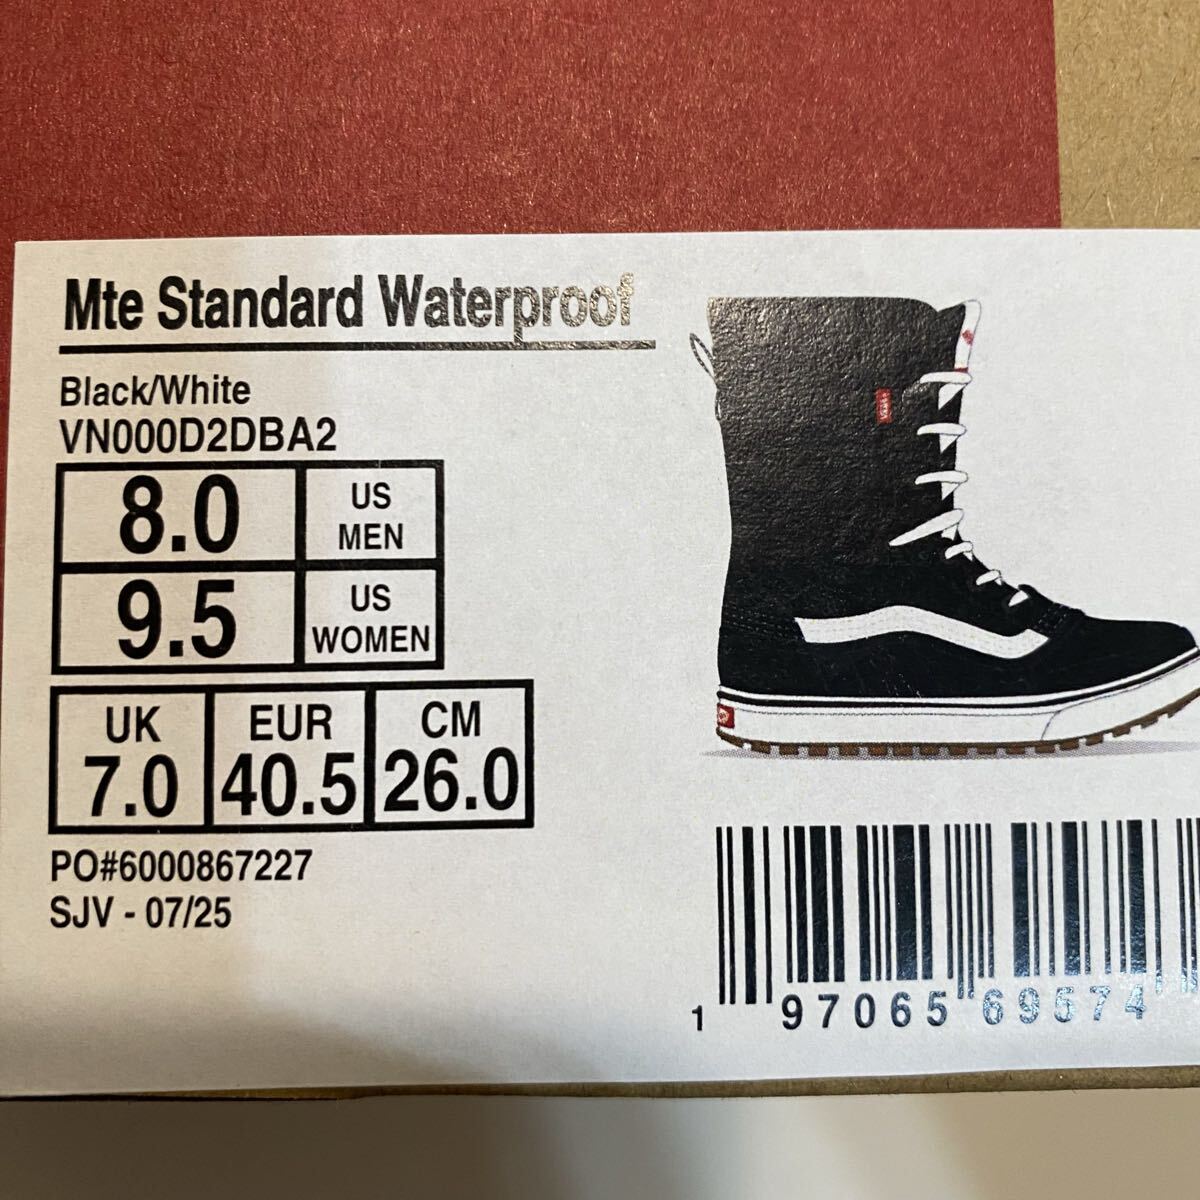 Mte Standard Waterproof
Black/White
VN000D2DBA2
8.0 US MEN
9.5 US WOMEN
UK EUR CM
7.0 40.5 26.0
PO#6000867227
SJV - 07/25
1 97065 69574